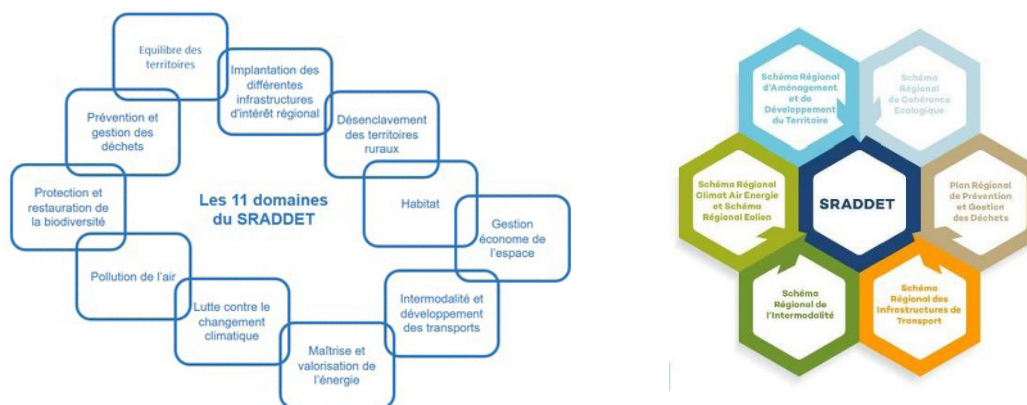 Equilibre des
territoires
Implantation des
différentes
infrastructures
d'intérêt régional
Désenclavement
des territoires
ruraux
Habitat
Gestion
économe de
l'espace
Intermodalité et
développement
des transports
Maîtrise et
valorisation de
l'énergie
Lutte contre le
changement
climatique
Pollution de l'air
Protection et
restauration de
la biodiversité
Prévention et
gestion des
déchets
Les 11 domaines
du SRADDET
Schéma Régional
d'Aménagement
et de
Développement
du Territoire
Schéma
Régional
de Cohérence
Ecologique
Schéma Régional
Climat Air Energie
et Schéma
Régional Eolien
SRADDET
Plan Régional
de Prévention
et Gestion
des Déchets
Schéma
Régional de
l'Intermodalité
Schéma
Régional des
Infrastructures de
Transport